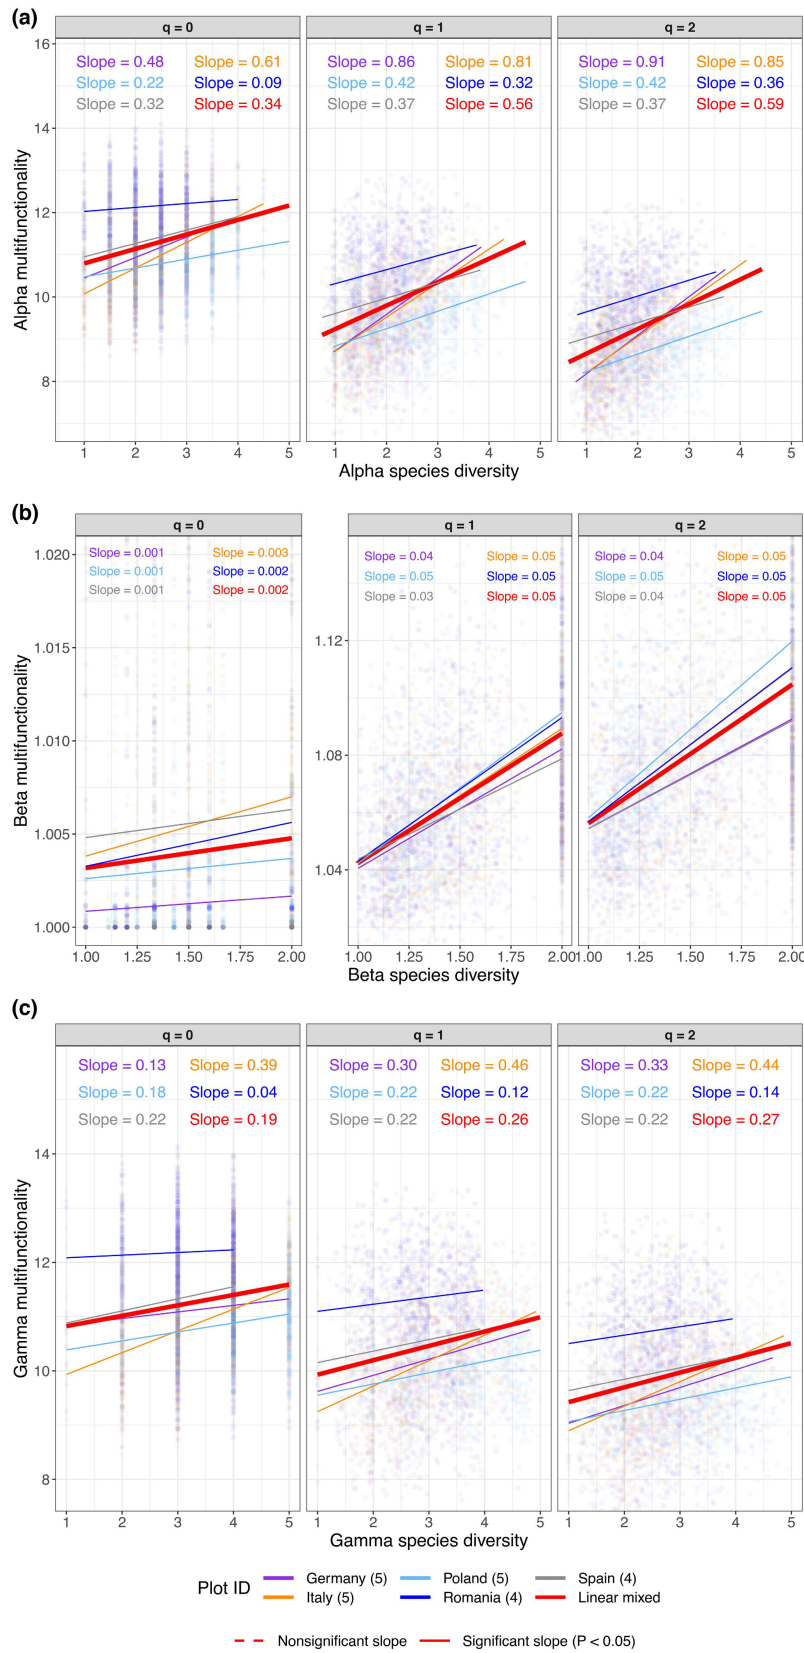 (a)
q = 0 q = 1 q = 2
16
14
12
10
8
Alpha multifunctionality
Slope = 0.48 Slope = 0.61
Slope = 0.22 Slope = 0.09
Slope = 0.32 Slope = 0.34
Slope = 0.86 Slope = 0.81
Slope = 0.42 Slope = 0.32
Slope = 0.37 Slope = 0.56
Slope = 0.91 Slope = 0.85
Slope = 0.42 Slope = 0.36
Slope = 0.37 Slope = 0.59
1 2 3 4 5 1 2 3 4 5 1 2 3 4 5
Alpha species diversity
(b)
q = 0 q = 1 q = 2
1.020
1.015
1.010
1.005
1.000
Beta multifunctionality
Slope = 0.001 Slope = 0.003
Slope = 0.001 Slope = 0.002
Slope = 0.001 Slope = 0.002
1.12
1.08
1.04
Slope = 0.04 Slope = 0.05
Slope = 0.05 Slope = 0.05
Slope = 0.03 Slope = 0.05
Slope = 0.04 Slope = 0.05
Slope = 0.05 Slope = 0.05
Slope = 0.04 Slope = 0.05
1.00 1.25 1.50 1.75 2.00 1.00 1.25 1.50 1.75 2.00 1.00 1.25 1.50 1.75 2.00
Beta species diversity
(c)
q = 0 q = 1 q = 2
14
12
10
8
Gamma multifunctionality
Slope = 0.13 Slope = 0.39
Slope = 0.18 Slope = 0.04
Slope = 0.22 Slope = 0.19
Slope = 0.30 Slope = 0.46
Slope = 0.22 Slope = 0.12
Slope = 0.22 Slope = 0.26
Slope = 0.33 Slope = 0.44
Slope = 0.22 Slope = 0.14
Slope = 0.22 Slope = 0.27
1 2 3 4 5 1 2 3 4 5 1 2 3 4 5
Gamma species diversity
Plot ID
Germany (5) Poland (5) Spain (4)
Italy (5) Romania (4) Linear mixed
Nonsignificant slope Significant slope (P < 0.05)